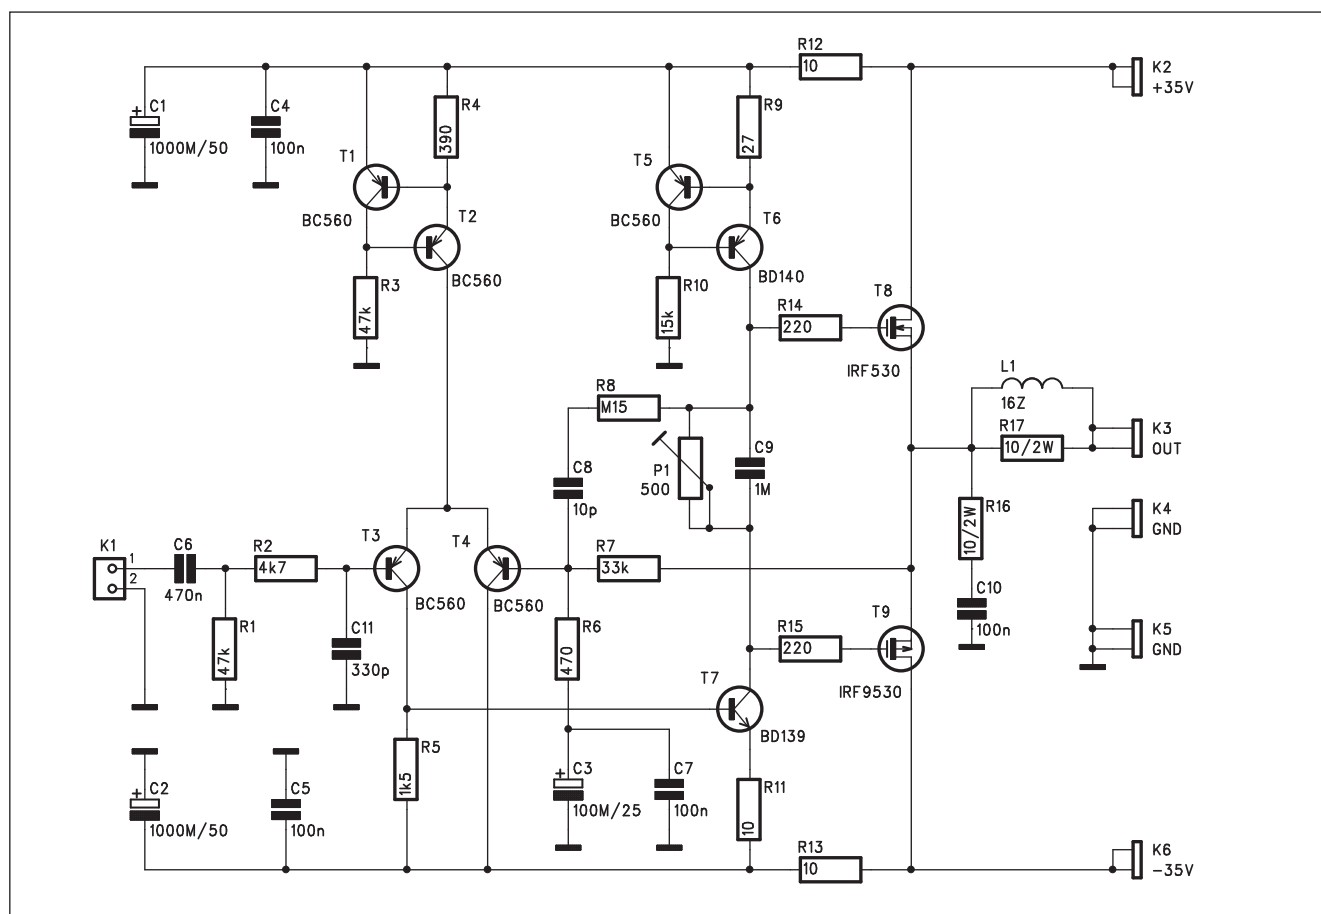 R12
10
K2
+35V
C1
+
1000M/50
C4
100n
R4
390
R9
27
T1
BC560
T5
BC560
T2
BC560
T6
BD140
R3
47k
R10
15k
R14
220
T8
IRF530
L1
16Z
R8
M15
R17
10/2W
K3
OUT
C9
1M
P1
500
C8
10p
R16
10/2W
K4
GND
K1
1
2
C6
470n
R2
4k7
T3
BC560
T4
BC560
R7
33k
C10
100n
R1
47k
C11
330p
R6
470
R15
220
T9
IRF9530
K5
GND
T7
BD139
R5
1k5
C2
+
1000M/50
C5
100n
C3
+
100M/25
C7
100n
R11
10
R13
10
K6
-35V